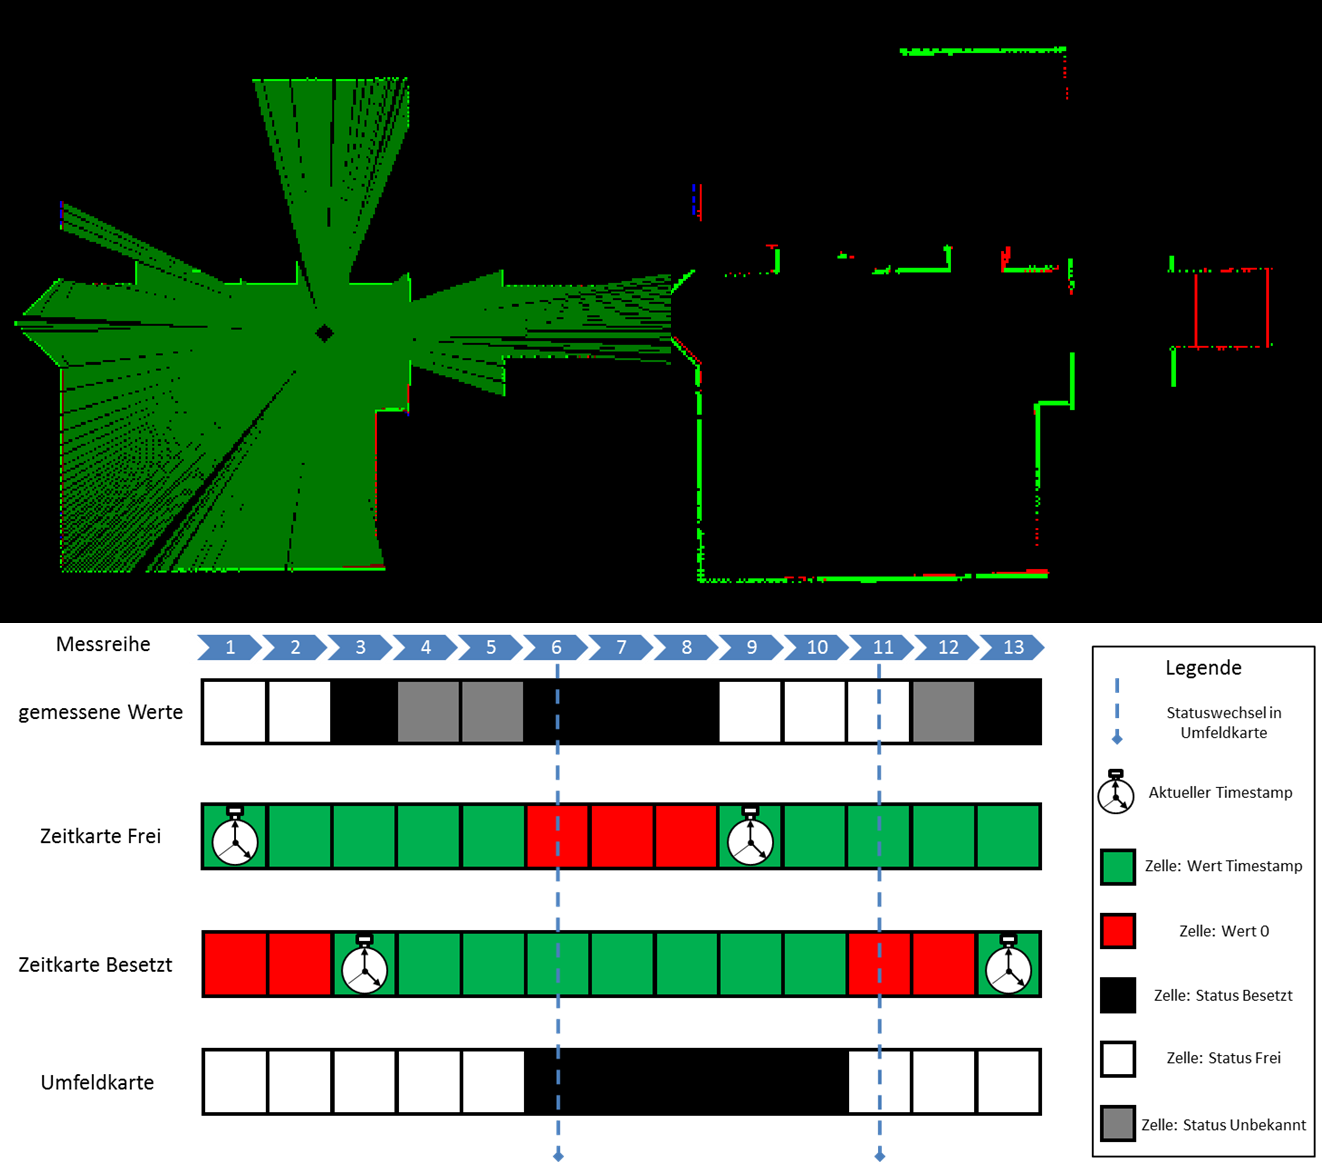 Messreihe
1 2 3 4 5 6 7 8 9 10 11 12 13
gemessene Werte
Zeitkarte Frei
Zeitkarte Besetzt
Umfeldkarte
Legende
Statuswechsel in
Umfeldkarte
Aktueller Timestamp
Zelle: Wert Timestamp
Zelle: Wert 0
Zelle: Status Besetzt
Zelle: Status Frei
Zelle: Status Unbekannt